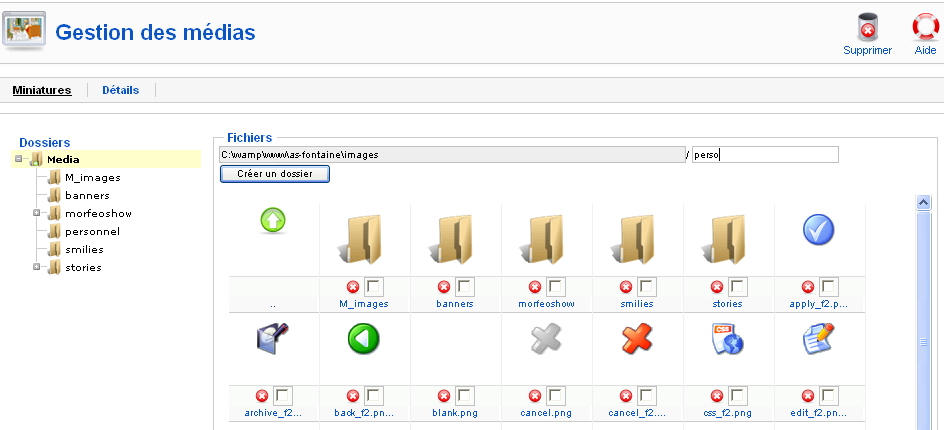 Gestion des médias
Supprimer
Aide
Miniatures
Détails
Dossiers
Media
M_images
banners
morfeoshow
personnel
smilies
stories
Fichiers
C:\wamp\www\as-fontaine\images / perso
Créer un dossier
..
M_images
banners
morfeoshow
smilies
stories
apply_f2.p...
CSS
archive_f2...
back_f2.pn...
blank.png
cancel.png
cancel_f2....
css_f2.png
edit_f2.pn...